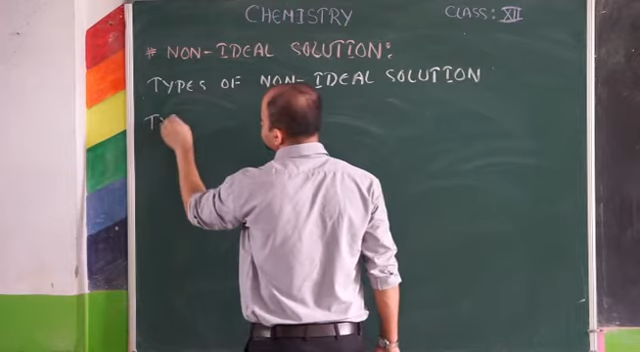 CHEMISTRY
CLASS: XII
# NON-IDEAL SOLUTION:
TYPES OF NON-IDEAL SOLUTION